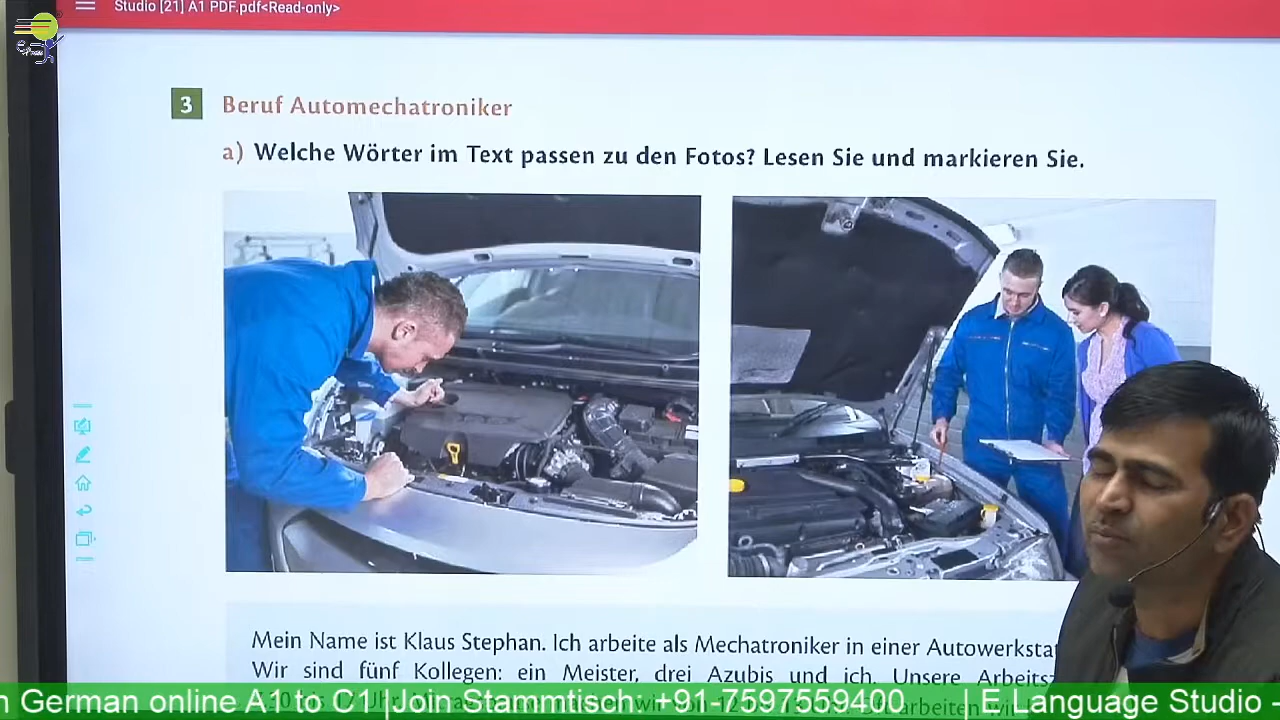 Studio [21] A1 PDF.pdf<Read-only>
3 Beruf Automechatroniker
a) Welche Wörter im Text passen zu den Fotos? Lesen Sie und markieren Sie.
Mein Name ist Klaus Stephan. Ich arbeite als Mechatroniker in einer
Wir sind fünf Kollegen: ein Meister, drei Azubis und ich. Unsere
German online A1 to C1 |Join Stammtisch: +91-7597559400 | E Language Studio -